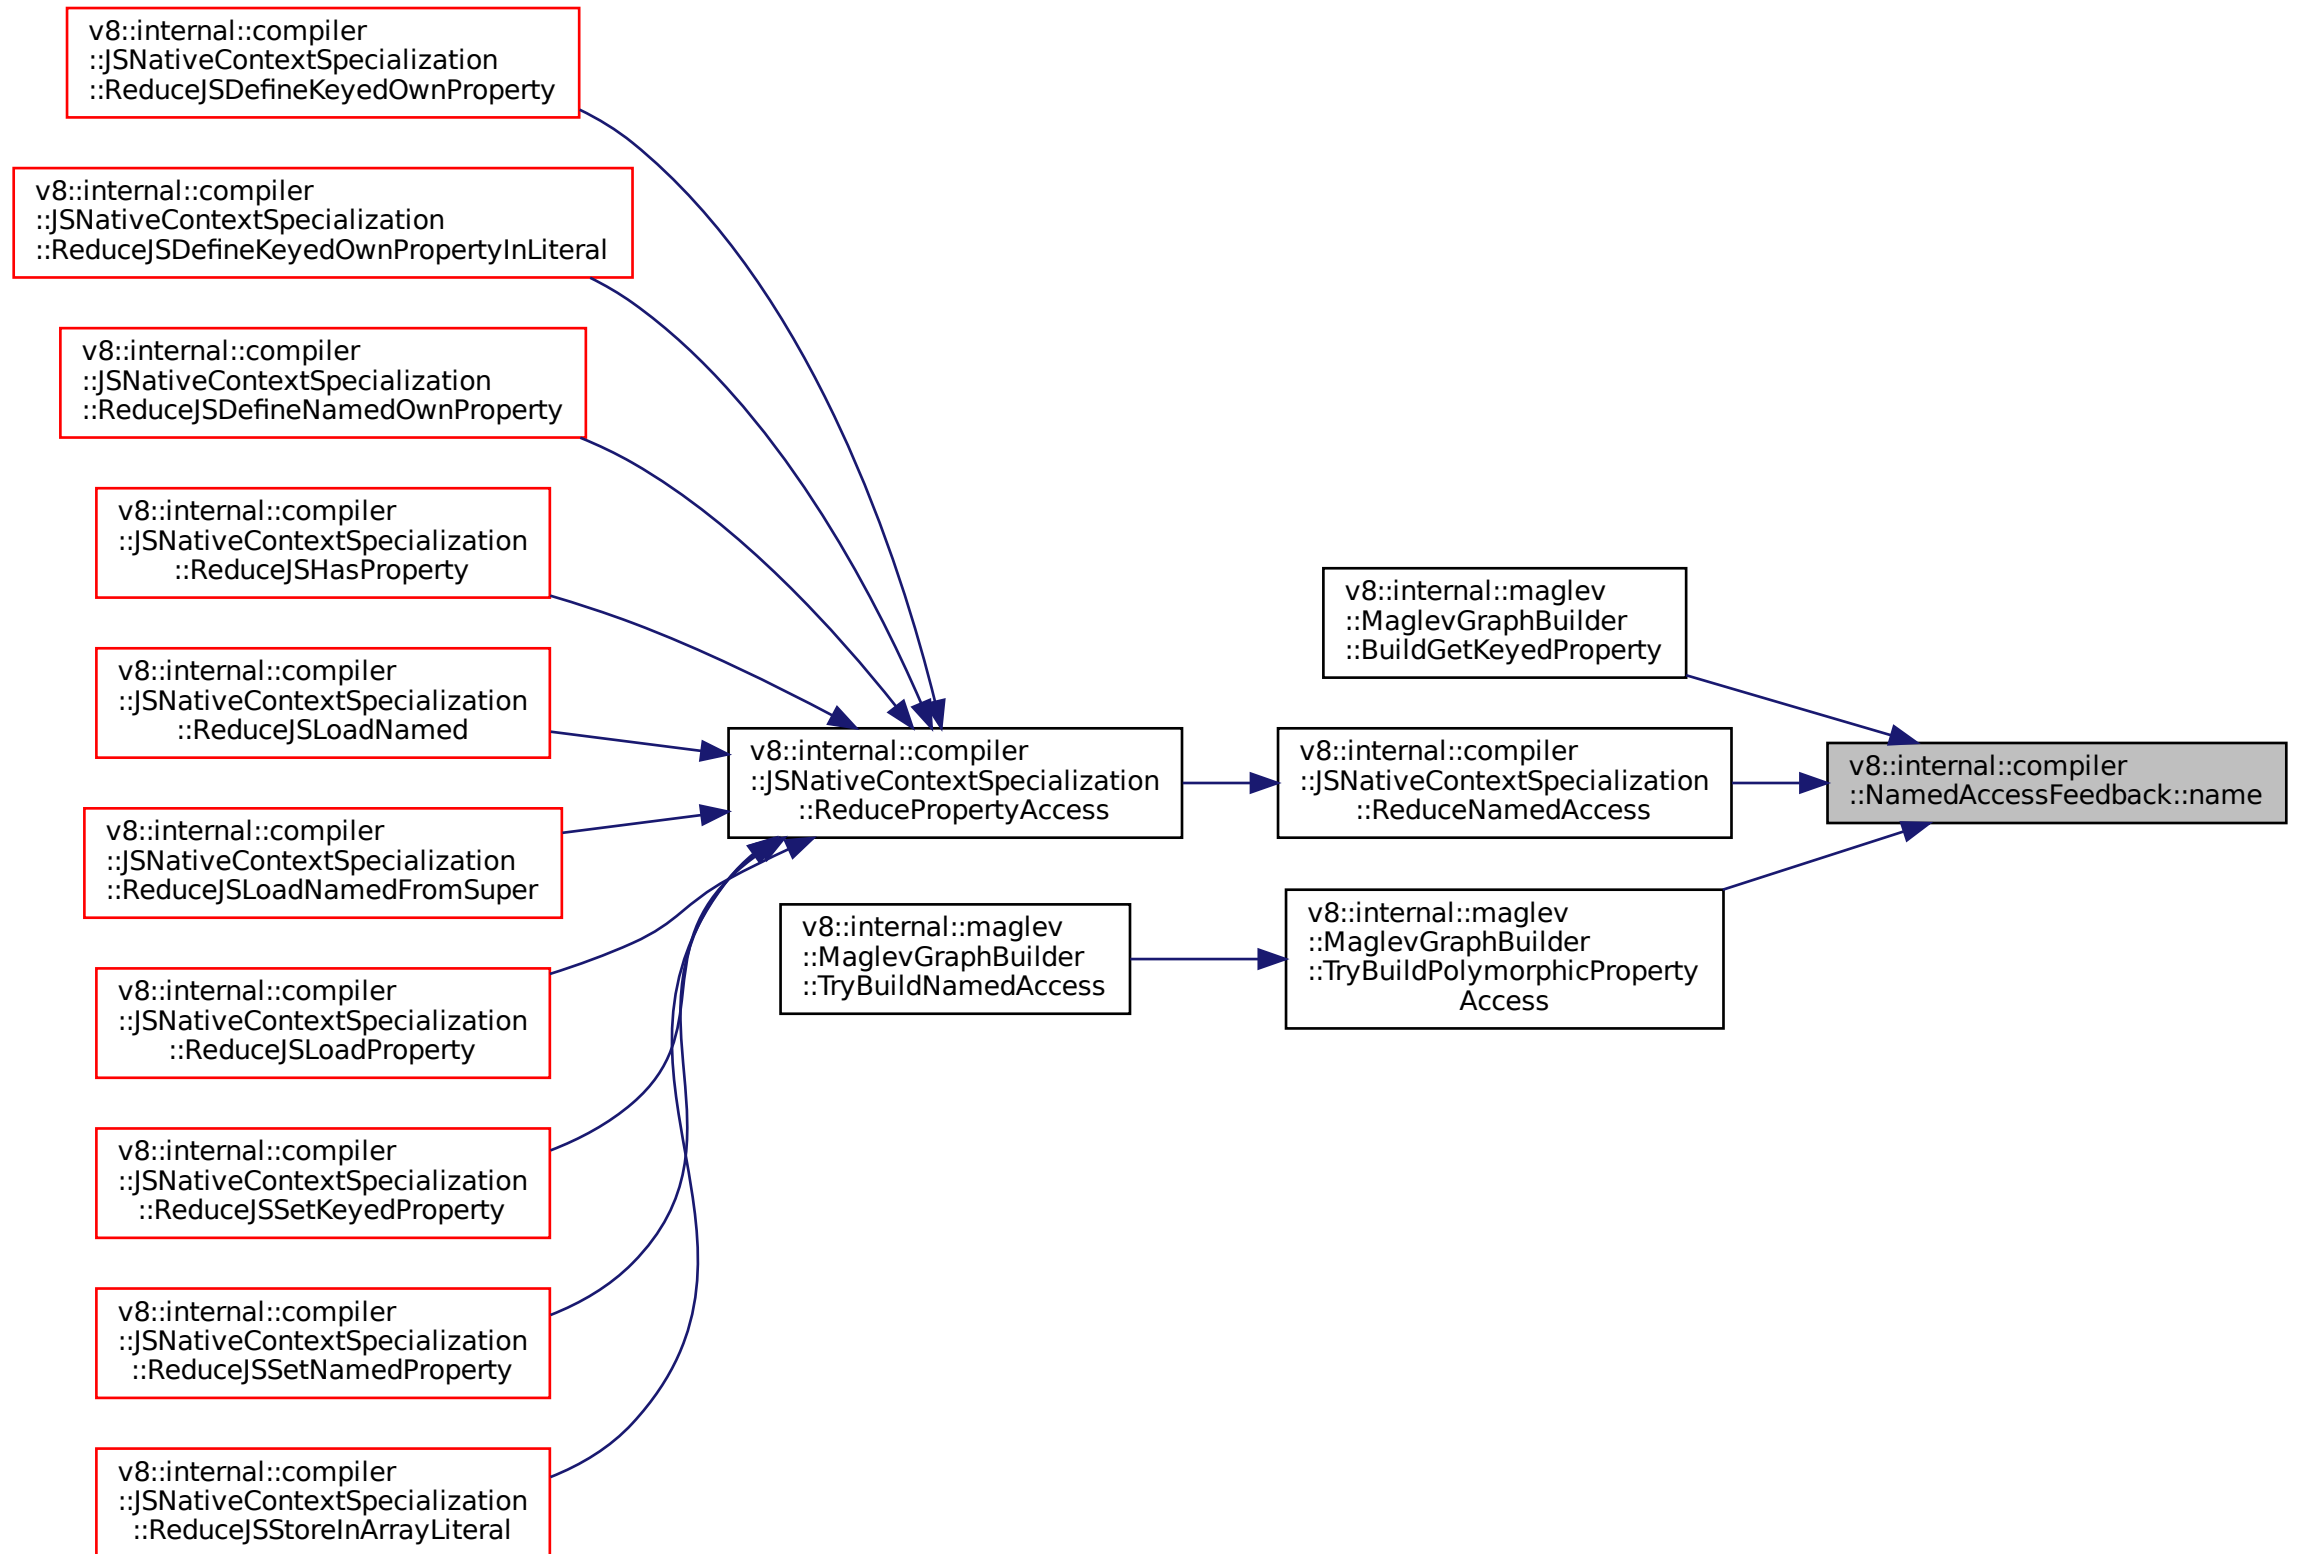 v8::internal::compiler
::JSNativeContextSpecialization
::ReduceJSDefineKeyedOwnProperty
v8::internal::compiler
::JSNativeContextSpecialization
::ReduceJSDefineKeyedOwnPropertyInLiteral
v8::internal::compiler
::JSNativeContextSpecialization
::ReduceJSDefineNamedOwnProperty
v8::internal::compiler
::JSNativeContextSpecialization
::ReduceJSHasProperty
v8::internal::compiler
::JSNativeContextSpecialization
::ReduceJSLoadNamed
v8::internal::compiler
::JSNativeContextSpecialization
::ReduceJSLoadNamedFromSuper
v8::internal::compiler
::JSNativeContextSpecialization
::ReduceJSLoadProperty
v8::internal::compiler
::JSNativeContextSpecialization
::ReduceJSSetKeyedProperty
v8::internal::compiler
::JSNativeContextSpecialization
::ReduceJSSetNamedProperty
v8::internal::compiler
::JSNativeContextSpecialization
::ReduceJSStoreInArrayLiteral
v8::internal::compiler
::JSNativeContextSpecialization
::ReducePropertyAccess
v8::internal::maglev
::MaglevGraphBuilder
::TryBuildNamedAccess
v8::internal::maglev
::MaglevGraphBuilder
::BuildGetKeyedProperty
v8::internal::compiler
::JSNativeContextSpecialization
::ReduceNamedAccess
v8::internal::maglev
::MaglevGraphBuilder
::TryBuildPolymorphicProperty
Access
v8::internal::compiler
::NamedAccessFeedback::name